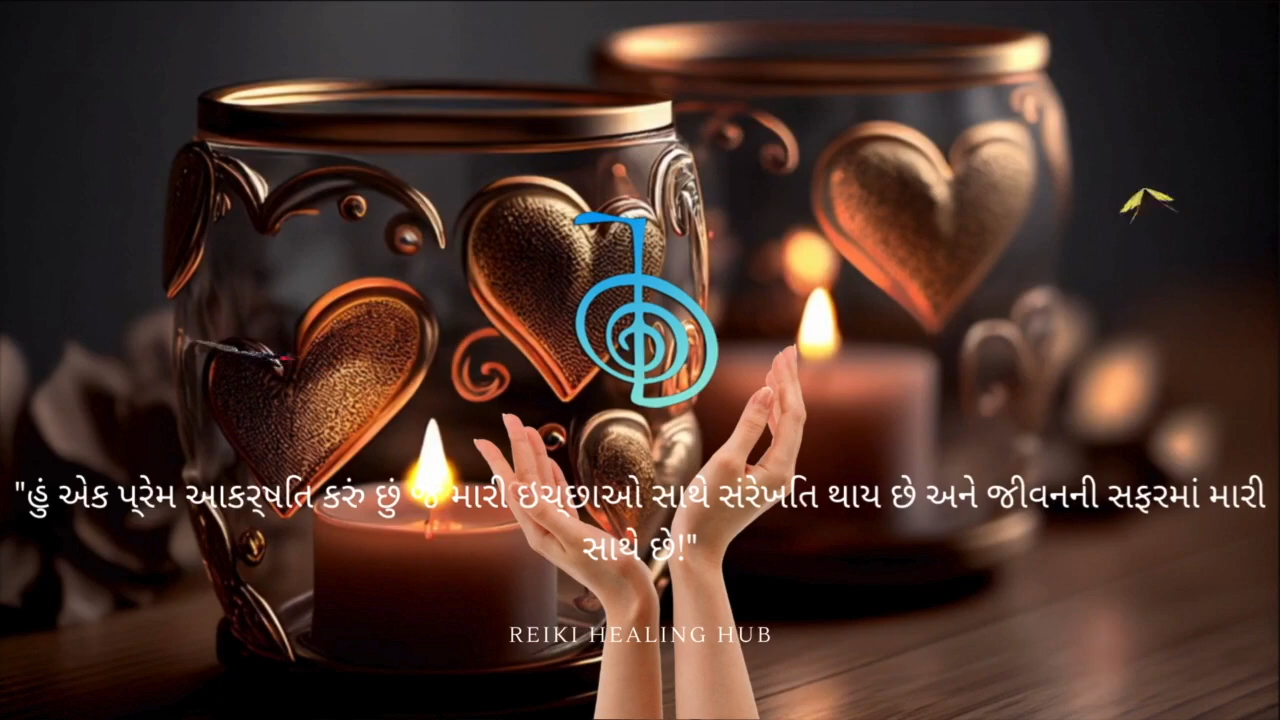 "હું એક પ્રેમ આકર્ષિત કરું છું જે મારી ઇચ્છાઓ સાથે સંરેખિત થાય છે અને જીવનની સફરમાં મારી
સાથે છે!"
REIKI HEALING HUB